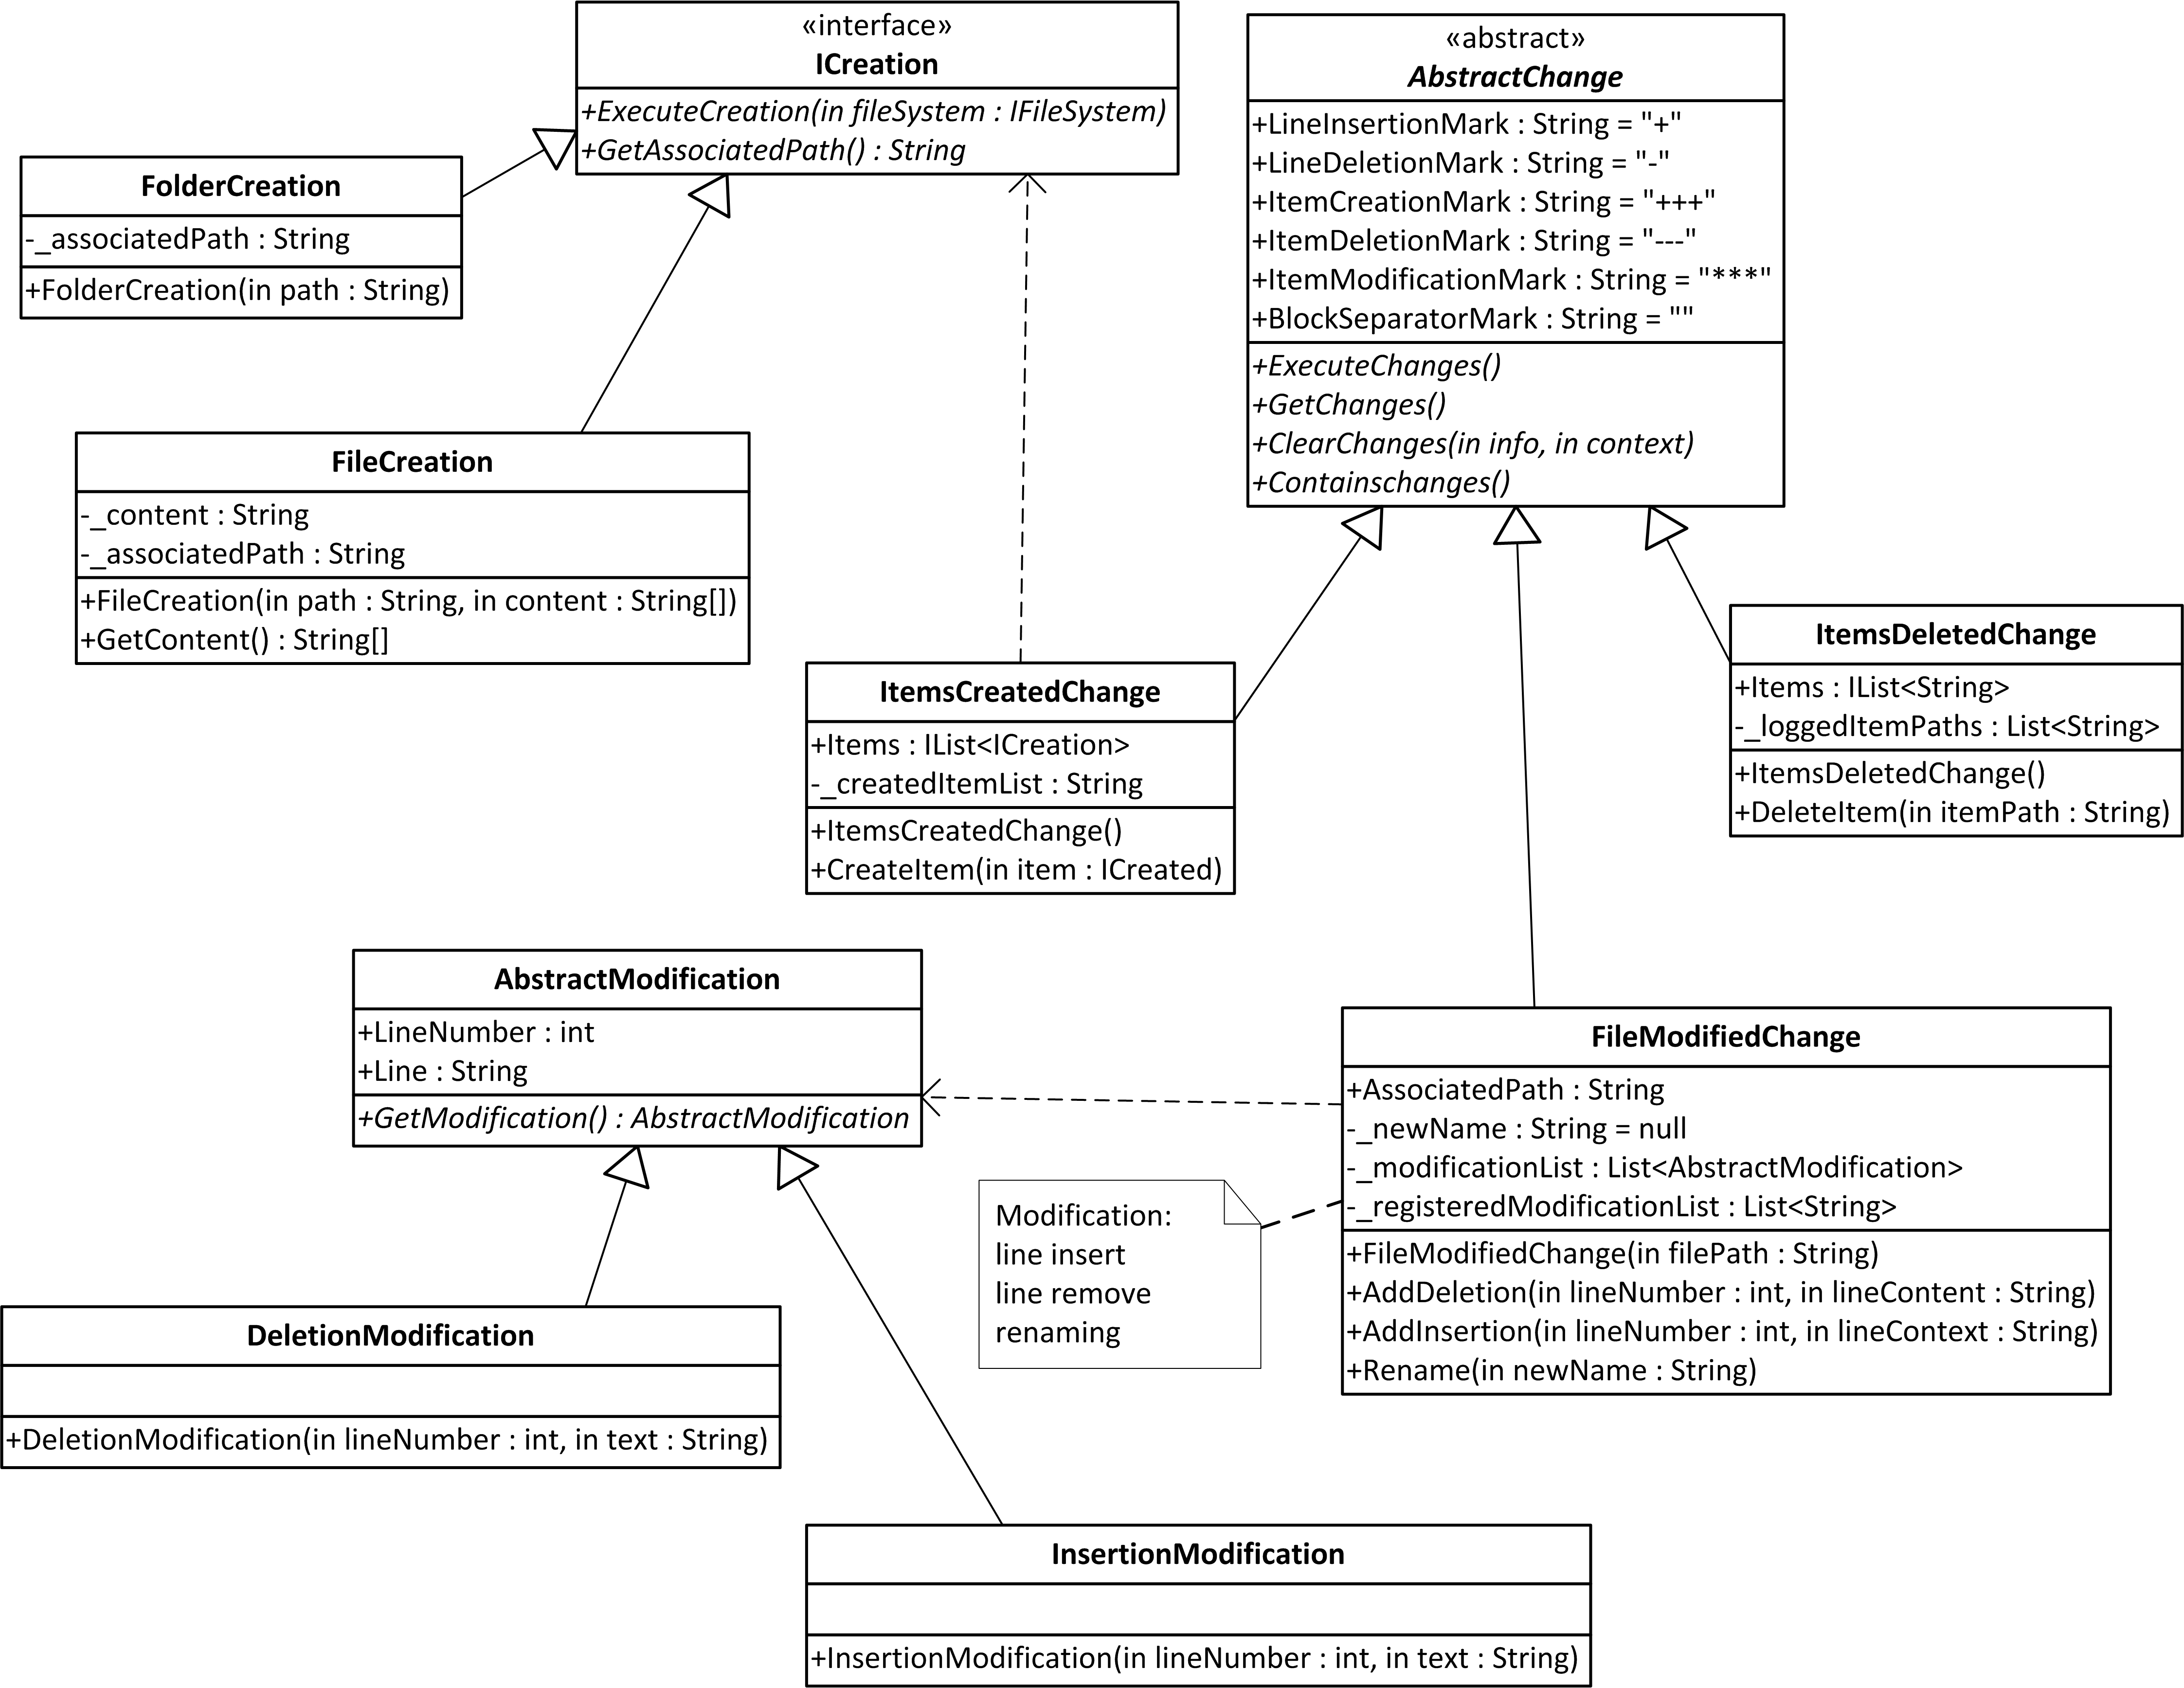 «interface»
ICreation
+ExecuteCreation(in fileSystem : IFileSystem)
+GetAssociatedPath() : String
«abstract»
AbstractChange
+LineInsertionMark : String = "+"
+LineDeletionMark : String = "-"
+ItemCreationMark : String = "+++"
+ItemDeletionMark : String = "---"
+ItemModificationMark : String = "***"
+BlockSeparatorMark : String = ""
+ExecuteChanges()
+GetChanges()
+ClearChanges(in info, in context)
+Containschanges()
FolderCreation
-_associatedPath : String
+FolderCreation(in path : String)
FileCreation
-_content : String
-_associatedPath : String
+FileCreation(in path : String, in content : String[])
+GetContent() : String[]
ItemsCreatedChange
+Items : IList<ICreation>
-_createdItemList : String
+ItemsCreatedChange()
+CreateItem(in item : ICreated)
ItemsDeletedChange
+Items : IList<String>
-_loggedItemPaths : List<String>
+ItemsDeletedChange()
+DeleteItem(in itemPath : String)
AbstractModification
+LineNumber : int
+Line : String
+GetModification() : AbstractModification
FileModifiedChange
+AssociatedPath : String
-_newName : String = null
-_modificationList : List<AbstractModification>
-_registeredModificationList : List<String>
+FileModifiedChange(in filePath : String)
+AddDeletion(in lineNumber : int, in lineContent : String)
+AddInsertion(in lineNumber : int, in lineContext : String)
+Rename(in newName : String)
Modification:
line insert
line remove
renaming
DeletionModification
+DeletionModification(in lineNumber : int, in text : String)
InsertionModification
+InsertionModification(in lineNumber : int, in text : String)